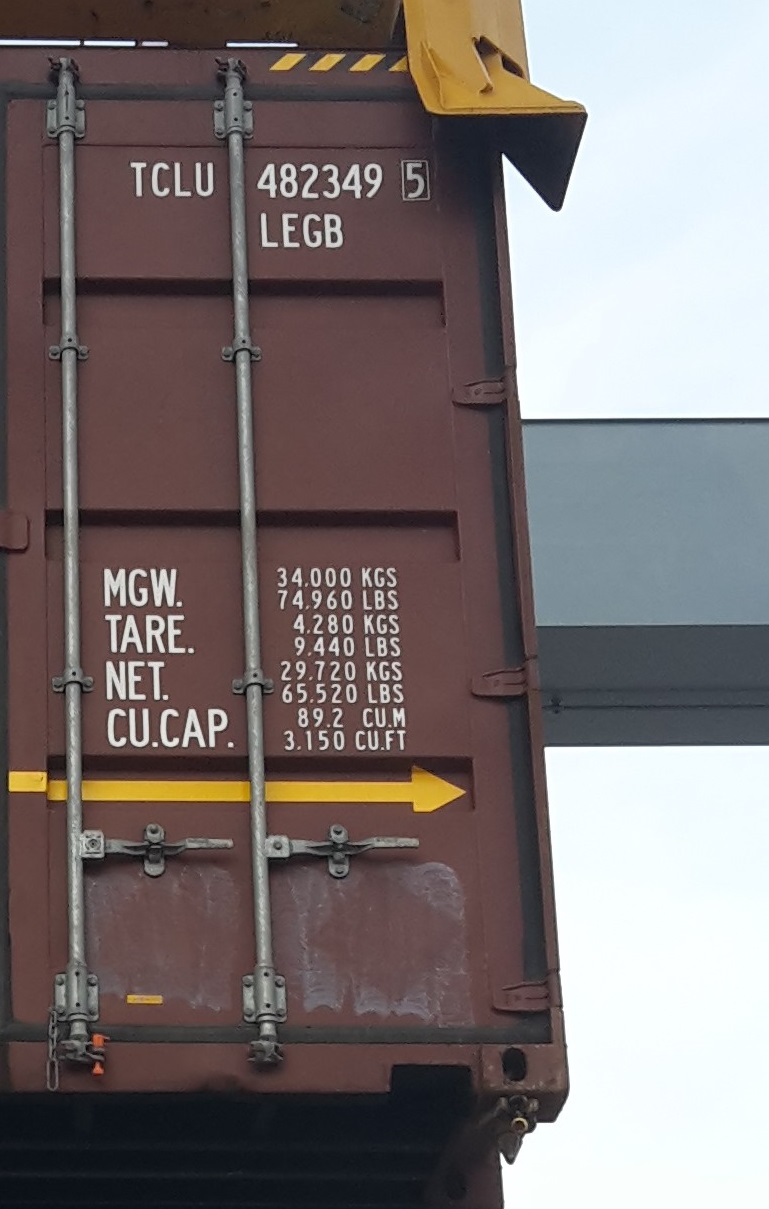 TCLU 482349 5
LEGB
MGW. 34.000 KGS
74.960 LBS
TARE. 4.280 KGS
9.440 LBS
NET. 29.720 KGS
65.520 LBS
CU.CAP. 89.2 CU.M
3.150 CU.FT